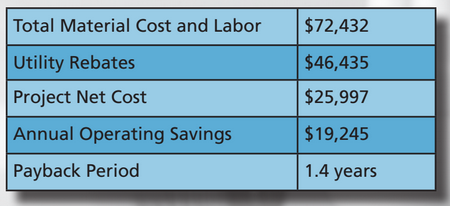 Total Material Cost and Labor $72,432
Utility Rebates $46,435
Project Net Cost $25,997
Annual Operating Savings $19,245
Payback Period 1.4 years